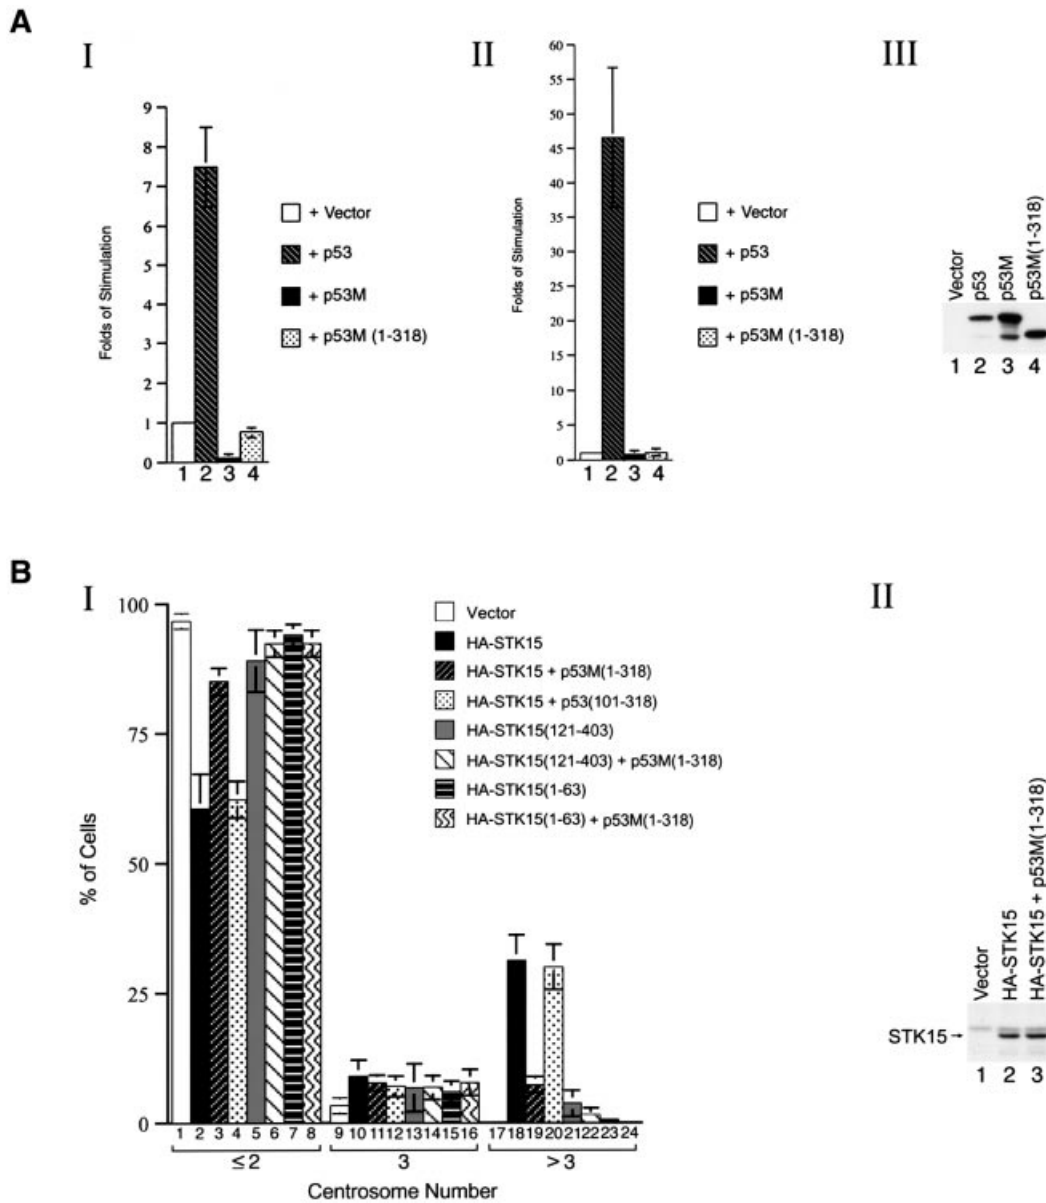 A
I
II
III
9
8
7
6
5
4
3
2
1
0
Folds of Stimulation
1 2 3 4
+ Vector
+ p53
+ p53M
+ p53M (1-318)
60
55
50
45
40
35
30
25
20
15
10
5
0
Folds of Stimulation
1 2 3 4
+ Vector
+ p53
+ p53M
+ p53M (1-318)
Vector
p53
p53M
p53M(1-318)
1 2 3 4
B
I
II
100
75
50
25
0
% of Cells
Vector
HA-STK15
HA-STK15 + p53M(1-318)
HA-STK15 + p53(101-318)
HA-STK15(121-403)
HA-STK15(121-403) + p53M(1-318)
HA-STK15(1-63)
HA-STK15(1-63) + p53M(1-318)
1 2 3 4 5 6 7 8 9 10 11 12 13 14 15 16 17 18 19 20 21 22 23 24
≤2 3 >3
Centrosome Number
Vector
HA-STK15
HA-STK15 + p53M(1-318)
STK15→
1 2 3